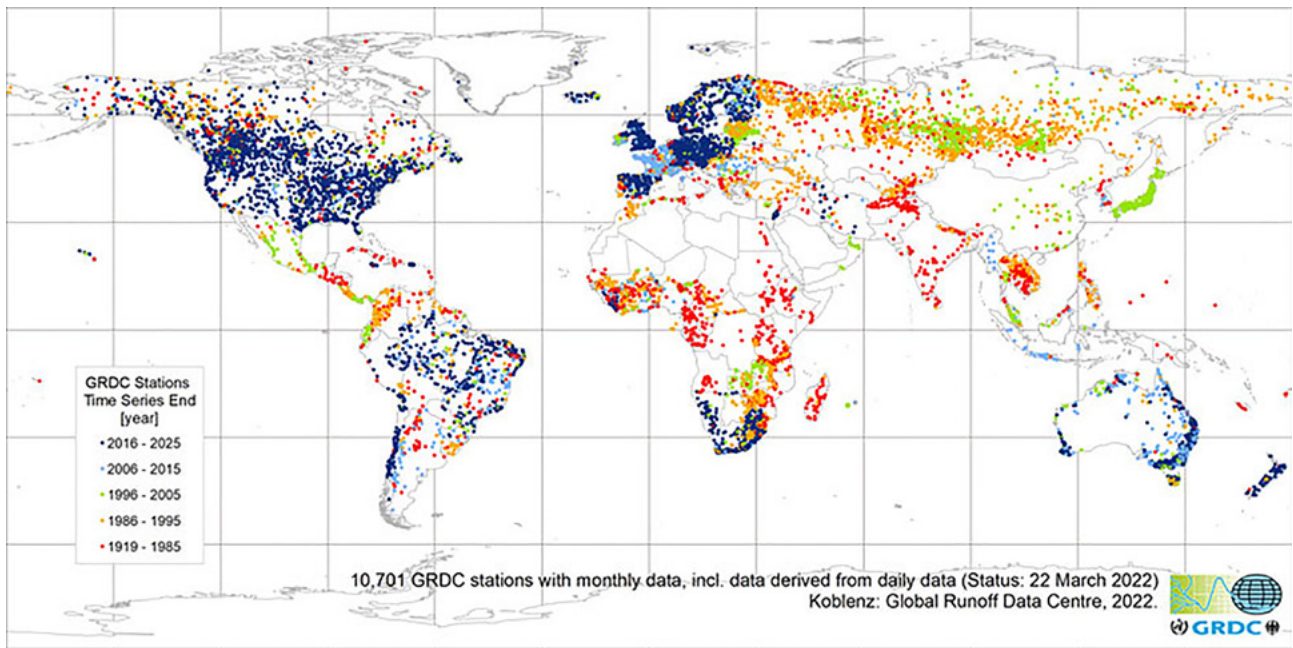 GRDC Stations
Time Series End
[year]
2016 - 2025
2006 - 2015
1996 - 2005
1986 - 1995
1919 - 1985
10,701 GRDC stations with monthly data, incl. data derived from daily data (Status: 22 March 2022)
Koblenz: Global Runoff Data Centre, 2022.
GRDC